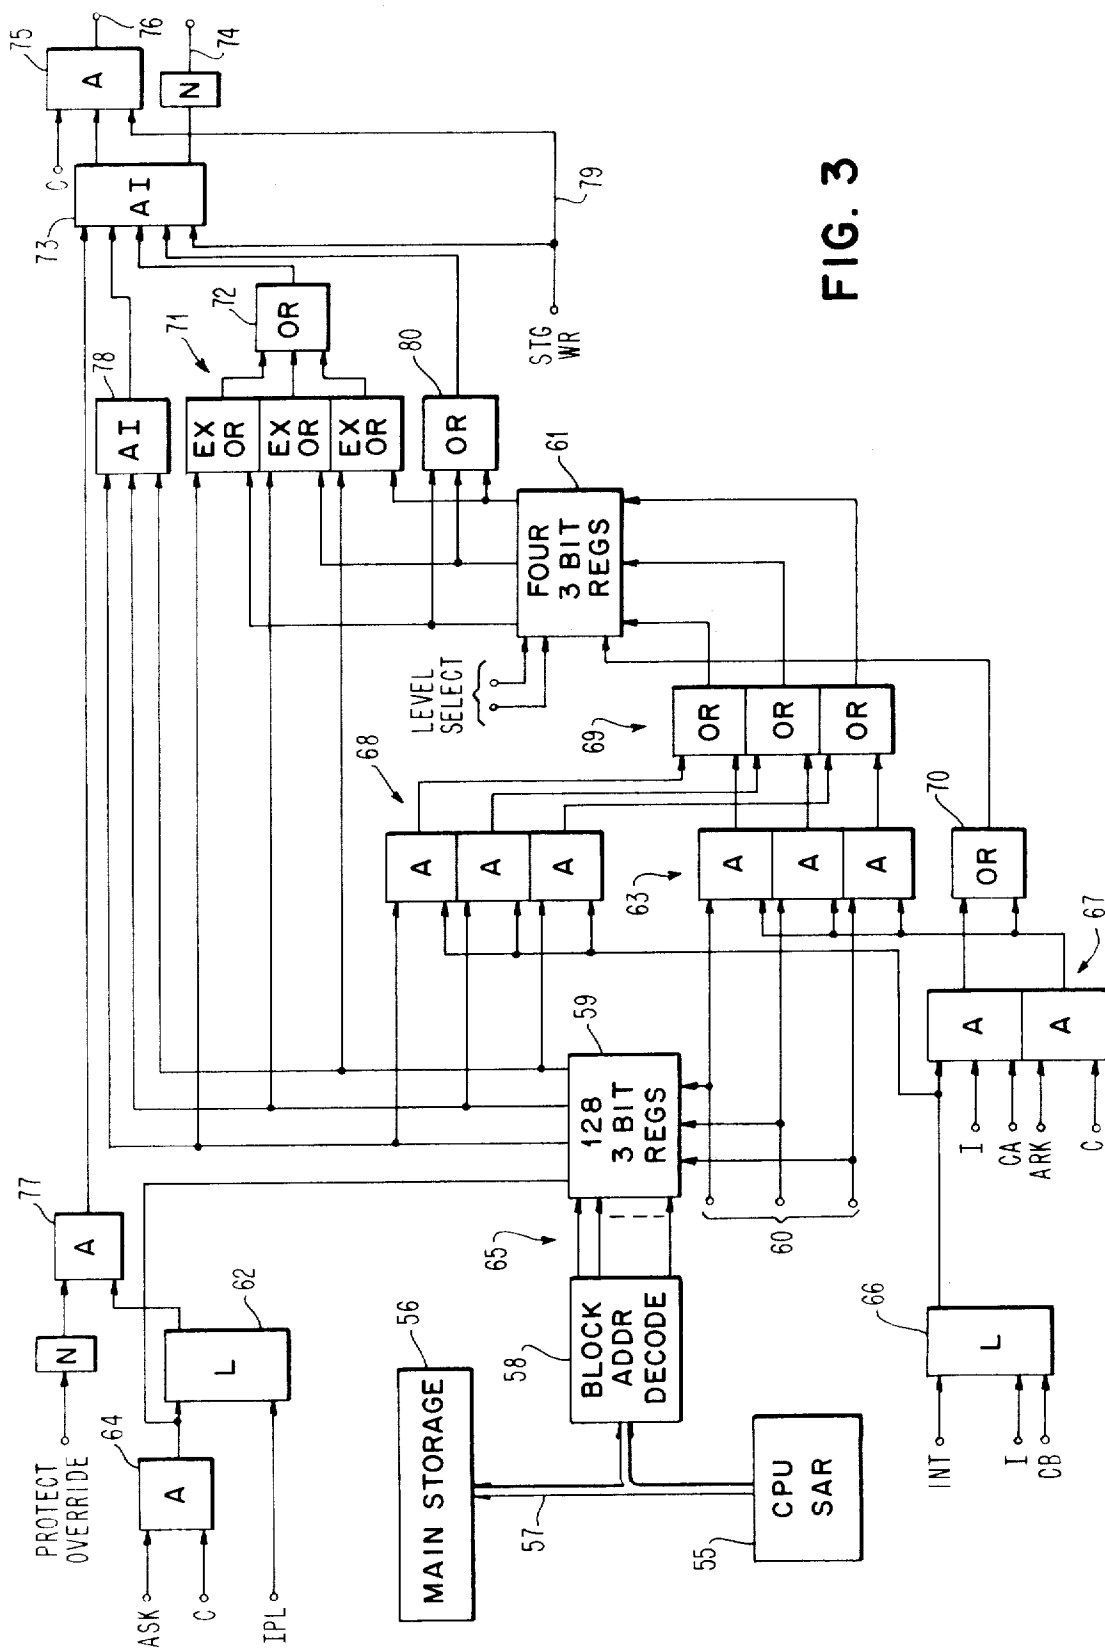 75
A
76
74
N
C
73
AI
79
FIG. 3
78
AI
71
72
OR
EX
OR
EX
OR
EX
OR
80
OR
STG
WR
61
FOUR
3 BIT
REGS
LEVEL
SELECT
68
A
A
A
69
OR
OR
OR
63
A
A
A
70
OR
67
A
A
I
CA
ARK
C
59
128
3 BIT
REGS
60
65
77
A
N
PROTECT
OVERRIDE
62
L
64
A
ASK
C
IPL
56
MAIN STORAGE
57
58
BLOCK
ADDR
DECODE
55
CPU
SAR
66
L
INT
I
CB